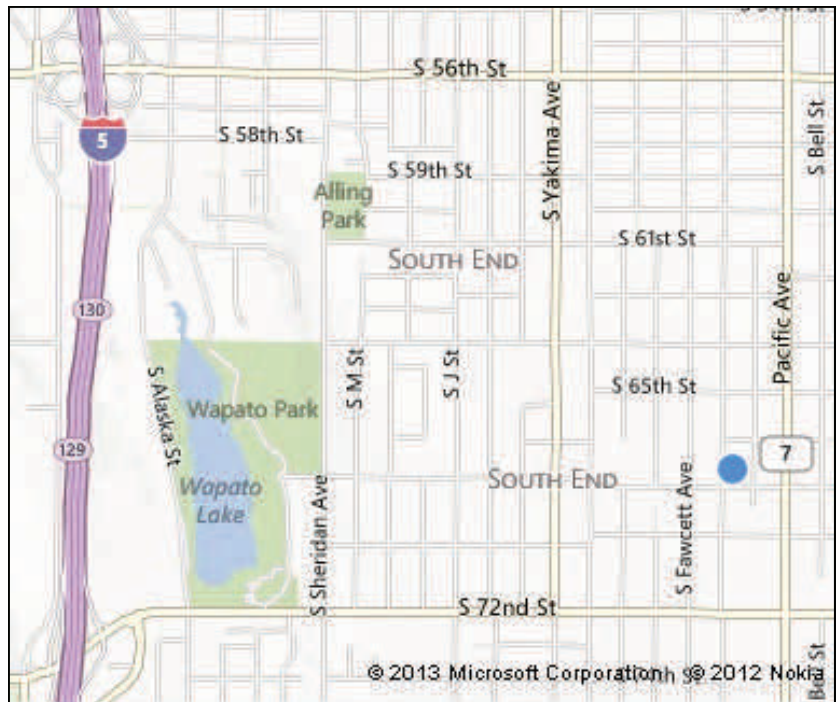 S 56th St
S 58th St
5
S Bell St
S 59th St
S Yakima Ave
Alling
Park
S 61st St
SOUTH END
130
Pacific Ave
S M St
S J St
S 65th St
S Alaska St
Wapato Park
129
7
SOUTH END
Wapato
Lake
S Fawcett Ave
S Sheridan Ave
S 72nd St
Bell St
© 2013 Microsoft Corporation © 2012 Nokia